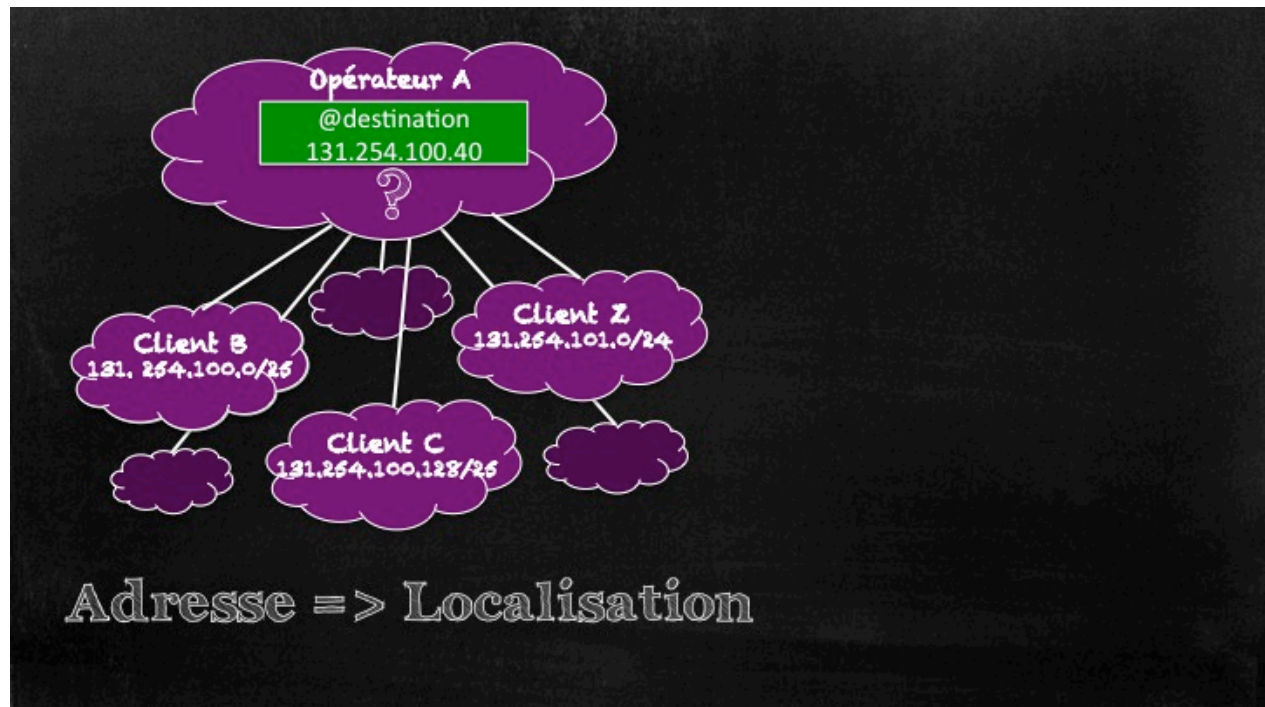 Opérateur A
@destination
131.254.100.40
?
Client B
131. 254.100.0/25
Client Z
131.254.101.0/24
Client C
131.254.100.128/25
Adresse => Localisation